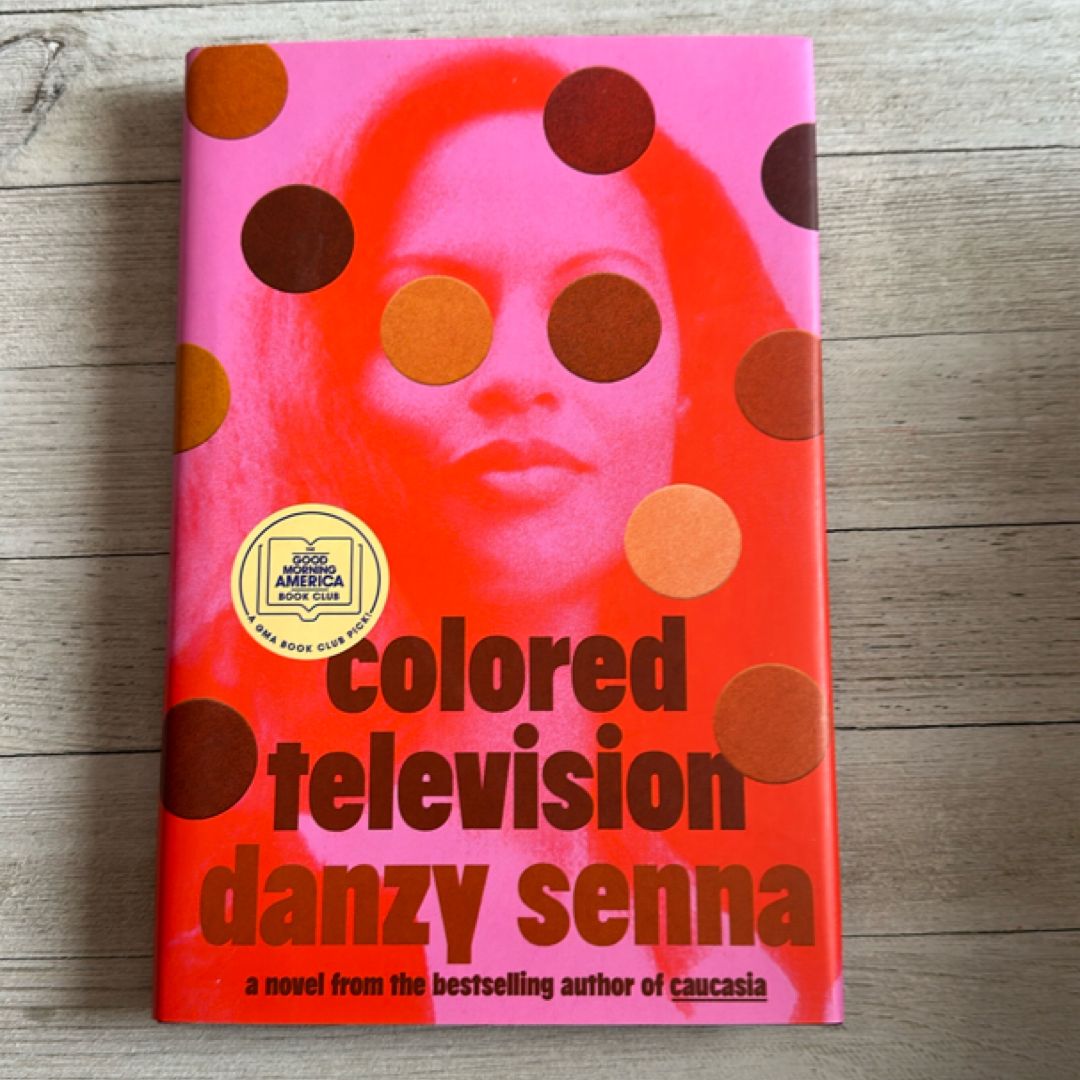 THE
GOOD
MORNING
AMERICA
BOOK CLUB
A GMA BOOK CLUB PICK!
colored
television
danzy senna
a novel from the bestselling author of caucasia